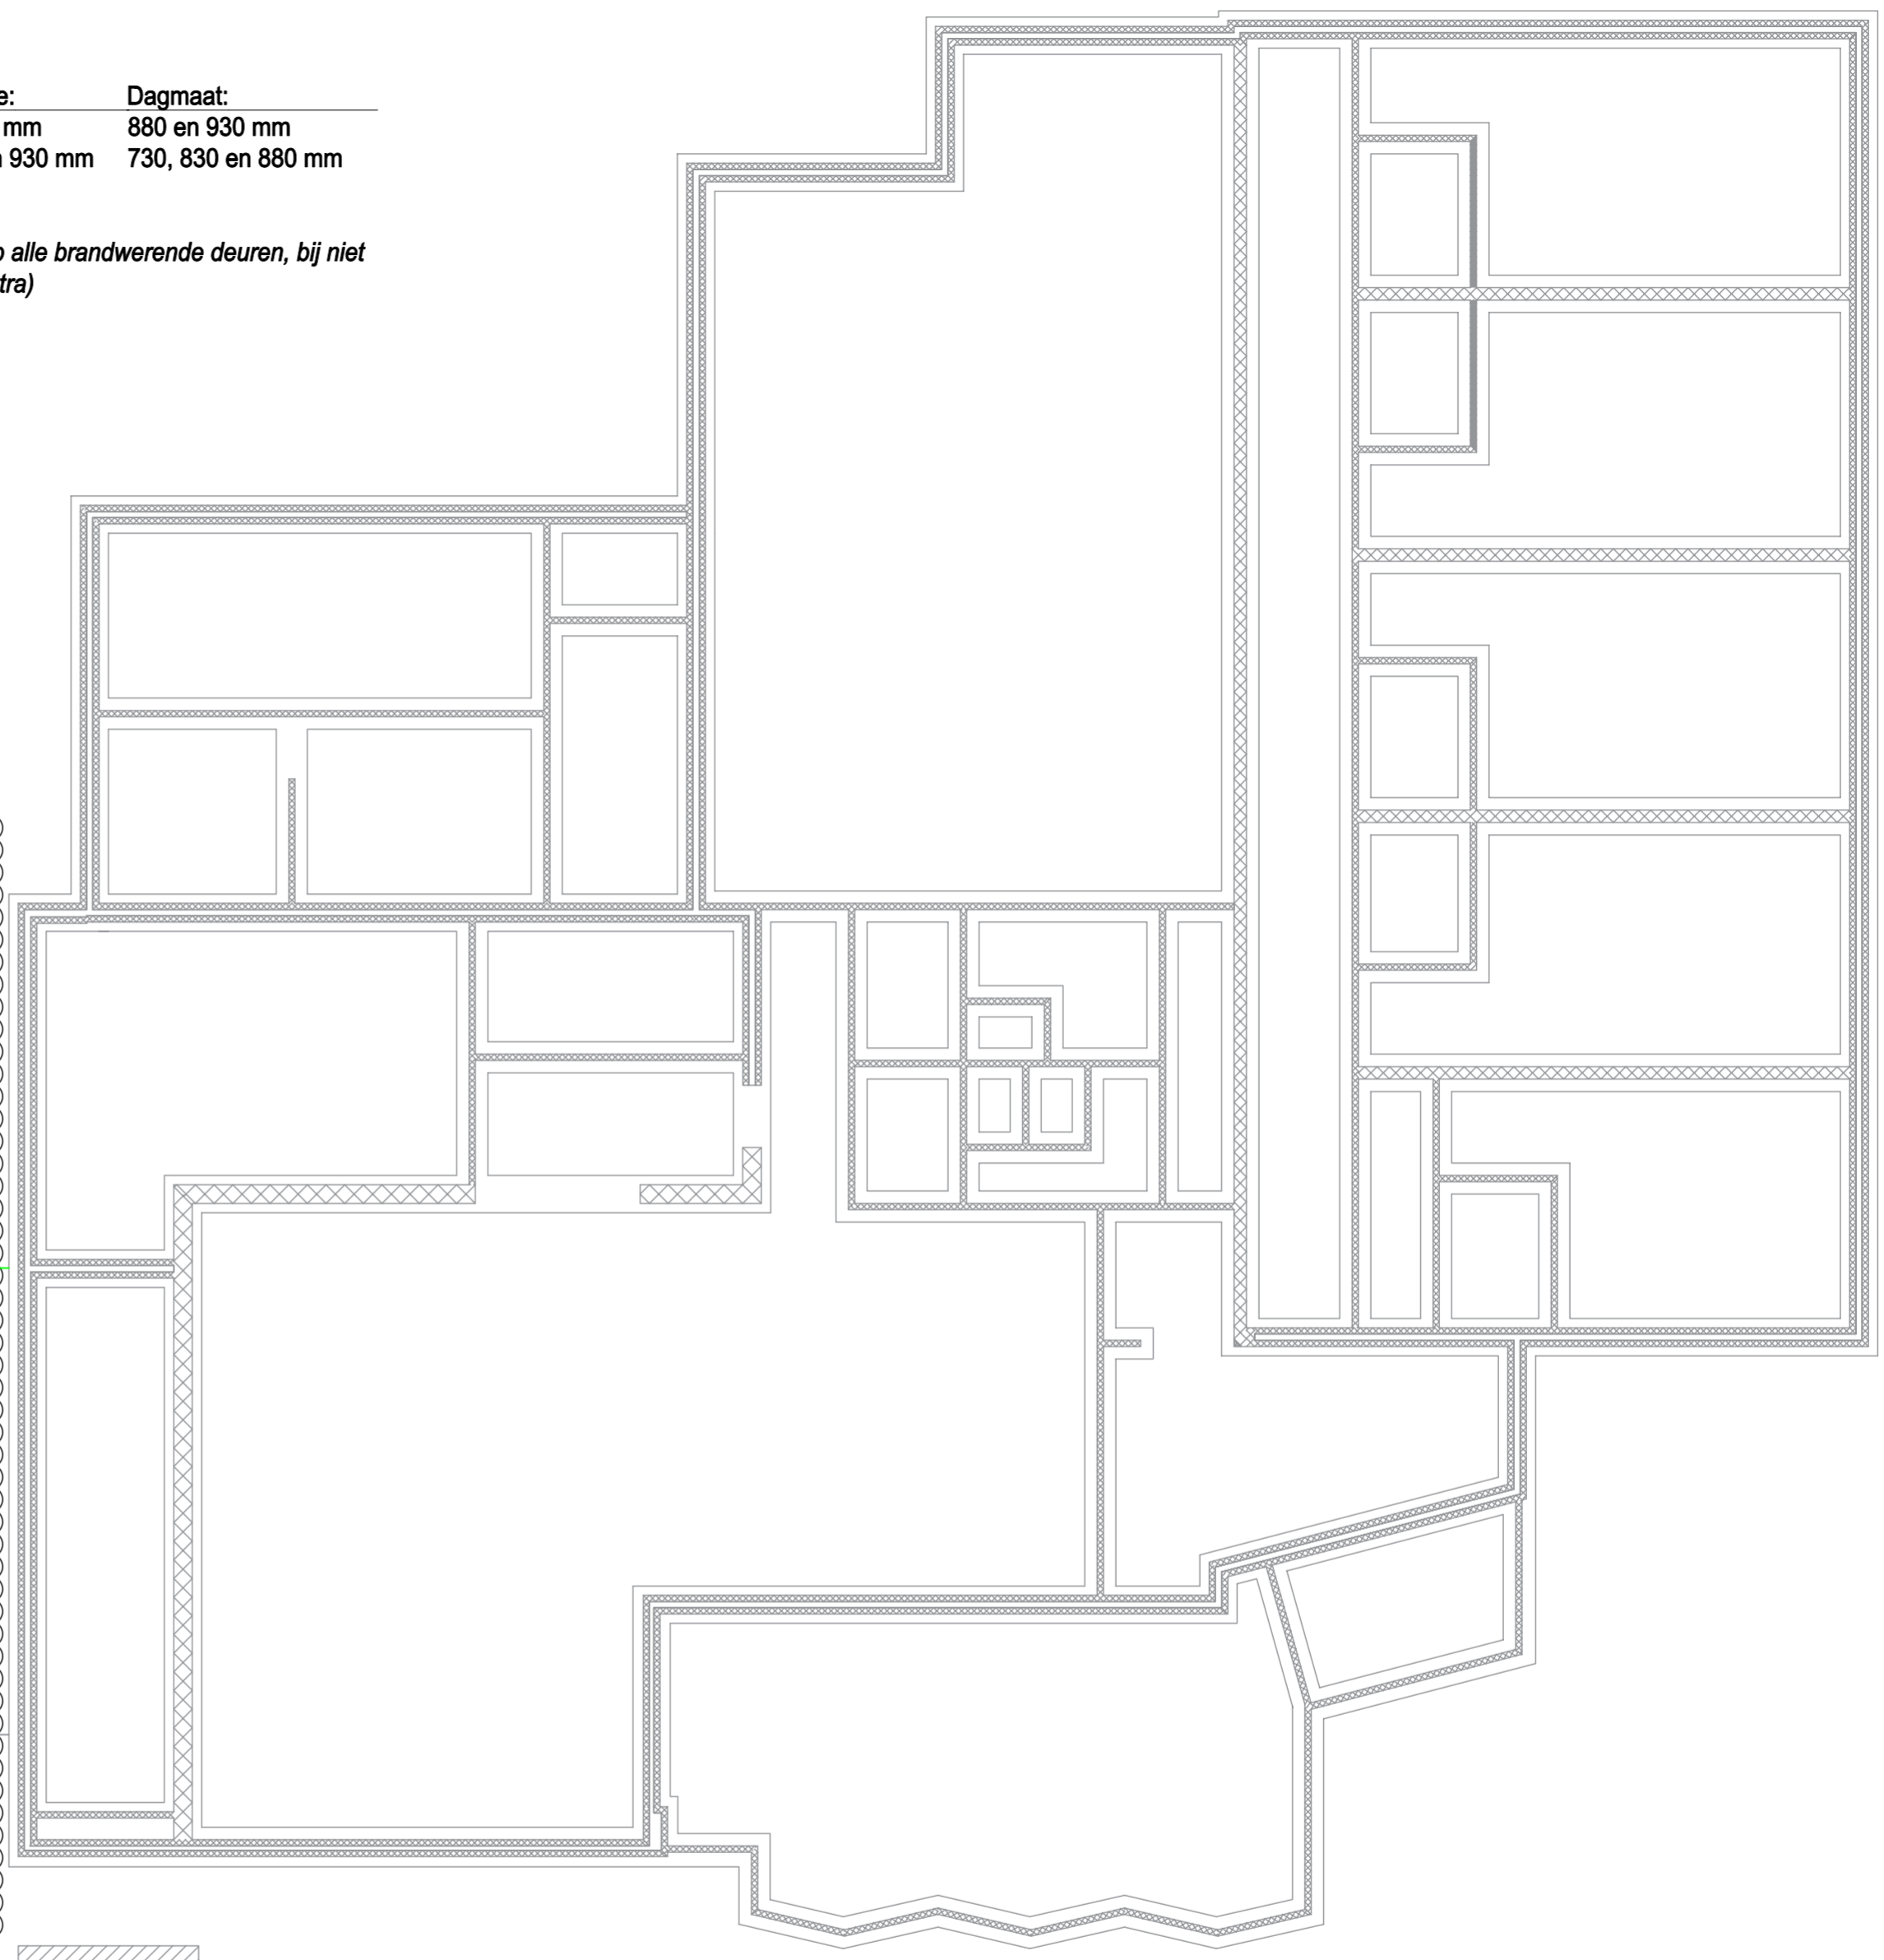 e: Dagmaat:
mm 880 en 930 mm
930 mm 730, 830 en 880 mm
alle brandwerende deuren, bij niet
tra)